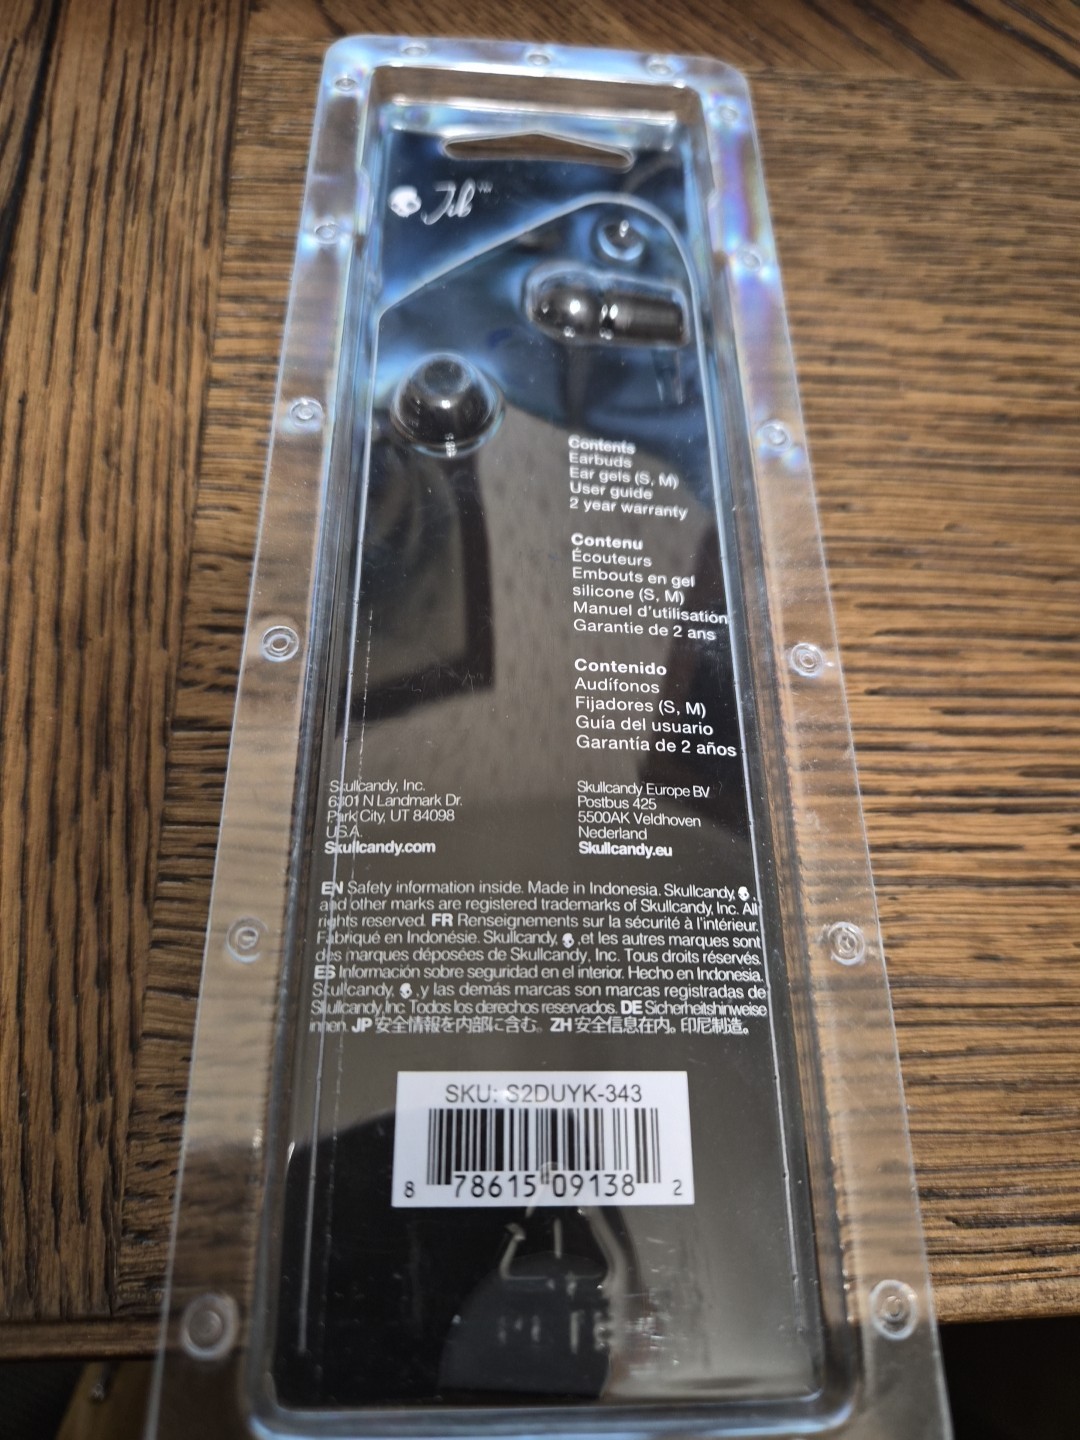 Jib™
Contents
Earbuds
Ear gels (S, M)
User guide
2 year warranty
Contenu
Écouteurs
Embouts en gel
silicone (S, M)
Manuel d'utilisation
Garantie de 2 ans
Contenido
Audífonos
Fijadores (S, M)
Guía del usuario
Garantía de 2 años
Skullcandy, Inc.
6301 N Landmark Dr.
Park City, UT 84098
U.S.A.
Skullcandy.com
Skullcandy Europe BV
Postbus 425
5500AK Veldhoven
Nederland
Skullcandy.eu
EN Safety information inside. Made in Indonesia. Skullcandy, ,
and other marks are registered trademarks of Skullcandy, Inc. All
rights reserved. FR Renseignements sur la sécurité à l'intérieur.
Fabriqué en Indonésie. Skullcandy, ,et les autres marques sont
des marques déposées de Skullcandy, Inc. Tous droits réservés.
ES Información sobre seguridad en el interior. Hecho en Indonesia.
Skullcandy, ,y las demás marcas son marcas registradas de
Skullcandy,Inc Todos los derechos reservados. DE Sicherheitshinweise
innen. JP 安全情報を内部に含む。 ZH 安全信息在内。印尼制造。
SKU: S2DUYK-343
8 78615 09138 2